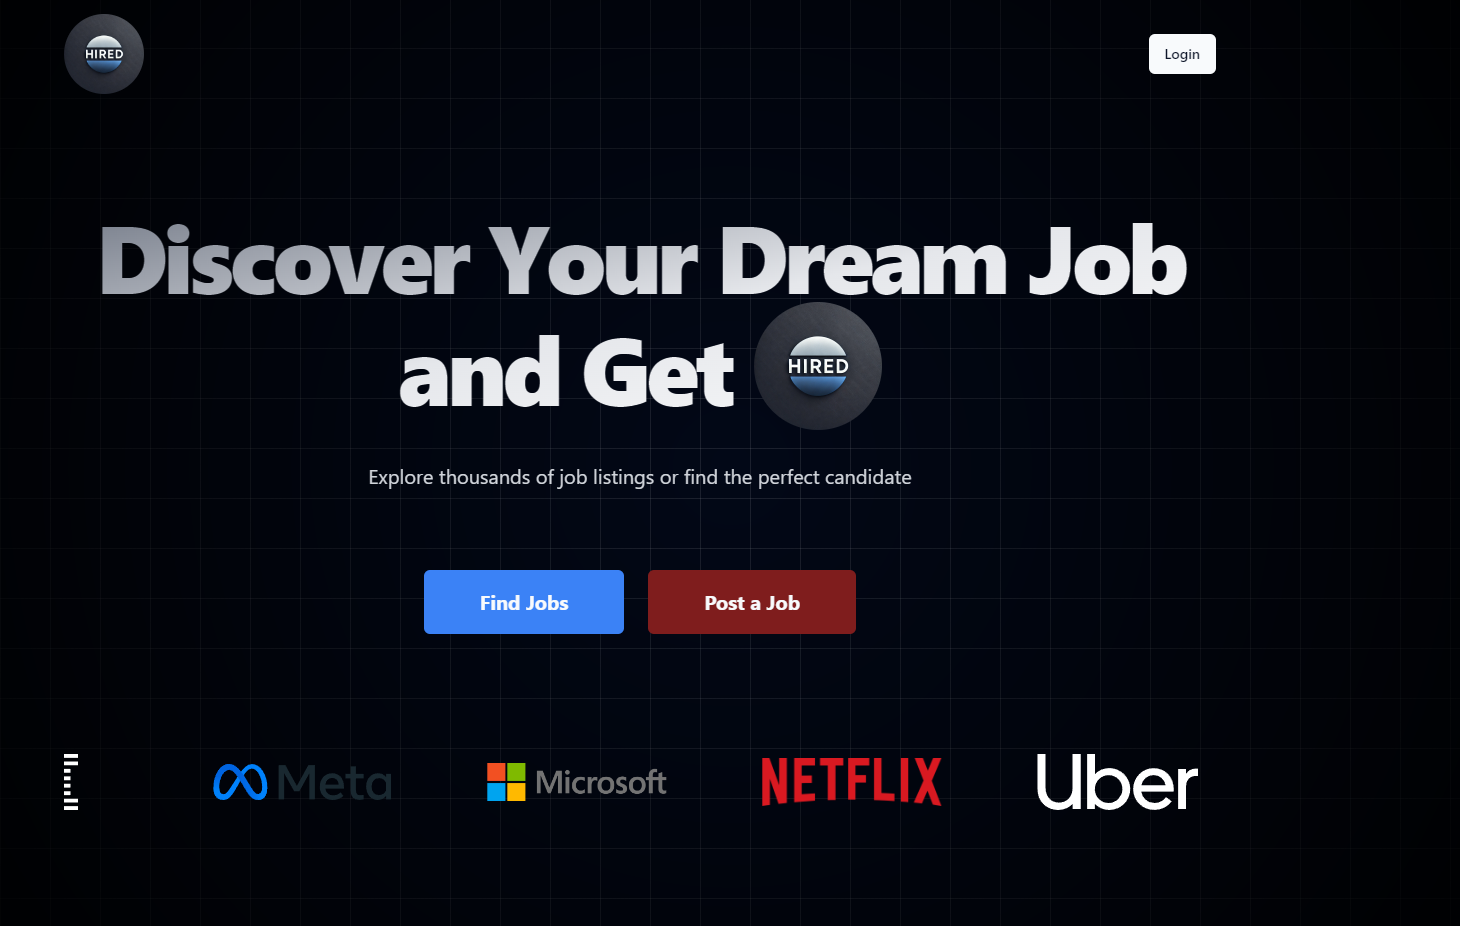 HIRED
Login
Discover Your Dream Job
and Get HIRED
Explore thousands of job listings or find the perfect candidate
Find Jobs
Post a Job
Meta
Microsoft
NETFLIX
Uber